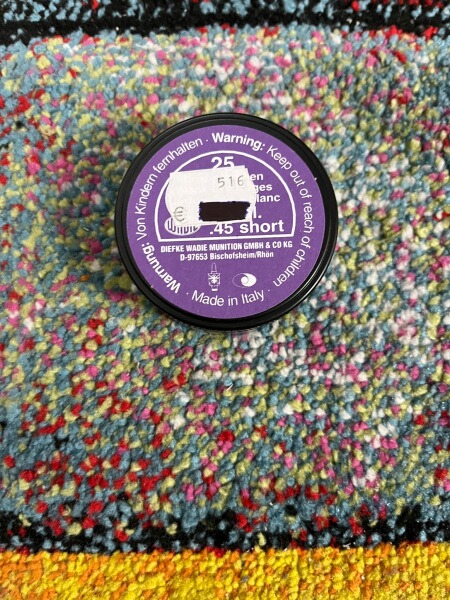 Warnung: Von Kindern fernhalten · Warning: Keep out of reach of children
25
516
€
.45 short
DIEFKE WADIE MUNITION GMBH & CO KG
D-97653 Bischofsheim/Rhön
· Made in Italy ·